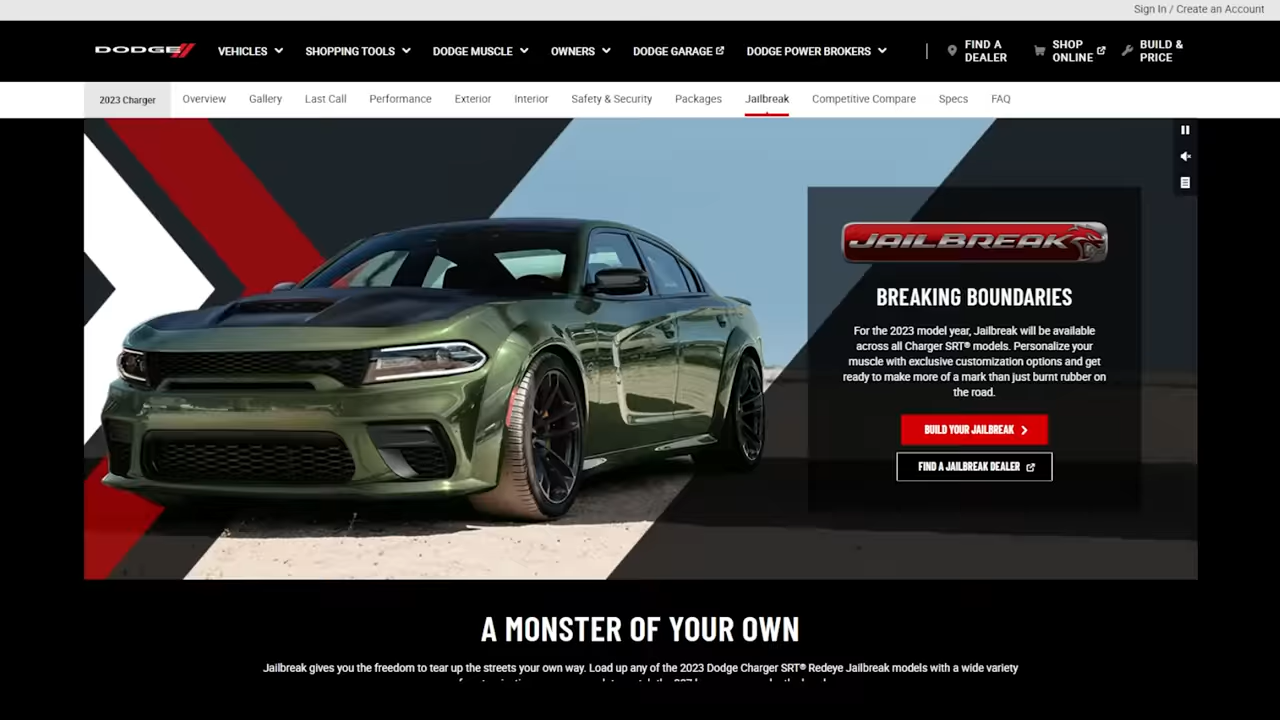 Sign In / Create an Account
DODGE
VEHICLES
SHOPPING TOOLS
DODGE MUSCLE
OWNERS
DODGE GARAGE
DODGE POWER BROKERS
FIND A
DEALER
SHOP
ONLINE
BUILD &
PRICE
2023 Charger
Overview
Gallery
Last Call
Performance
Exterior
Interior
Safety & Security
Packages
Jailbreak
Competitive Compare
Specs
FAQ
JAILBREAK
BREAKING BOUNDARIES
For the 2023 model year, Jailbreak will be available
across all Charger SRT® models. Personalize your
muscle with exclusive customization options and get
ready to make more of a mark than just burnt rubber on
the road.
BUILD YOUR JAILBREAK
FIND A JAILBREAK DEALER
A MONSTER OF YOUR OWN
Jailbreak gives you the freedom to tear up the streets your own way. Load up any of the 2023 Dodge Charger SRT® Redeye Jailbreak models with a wide variety